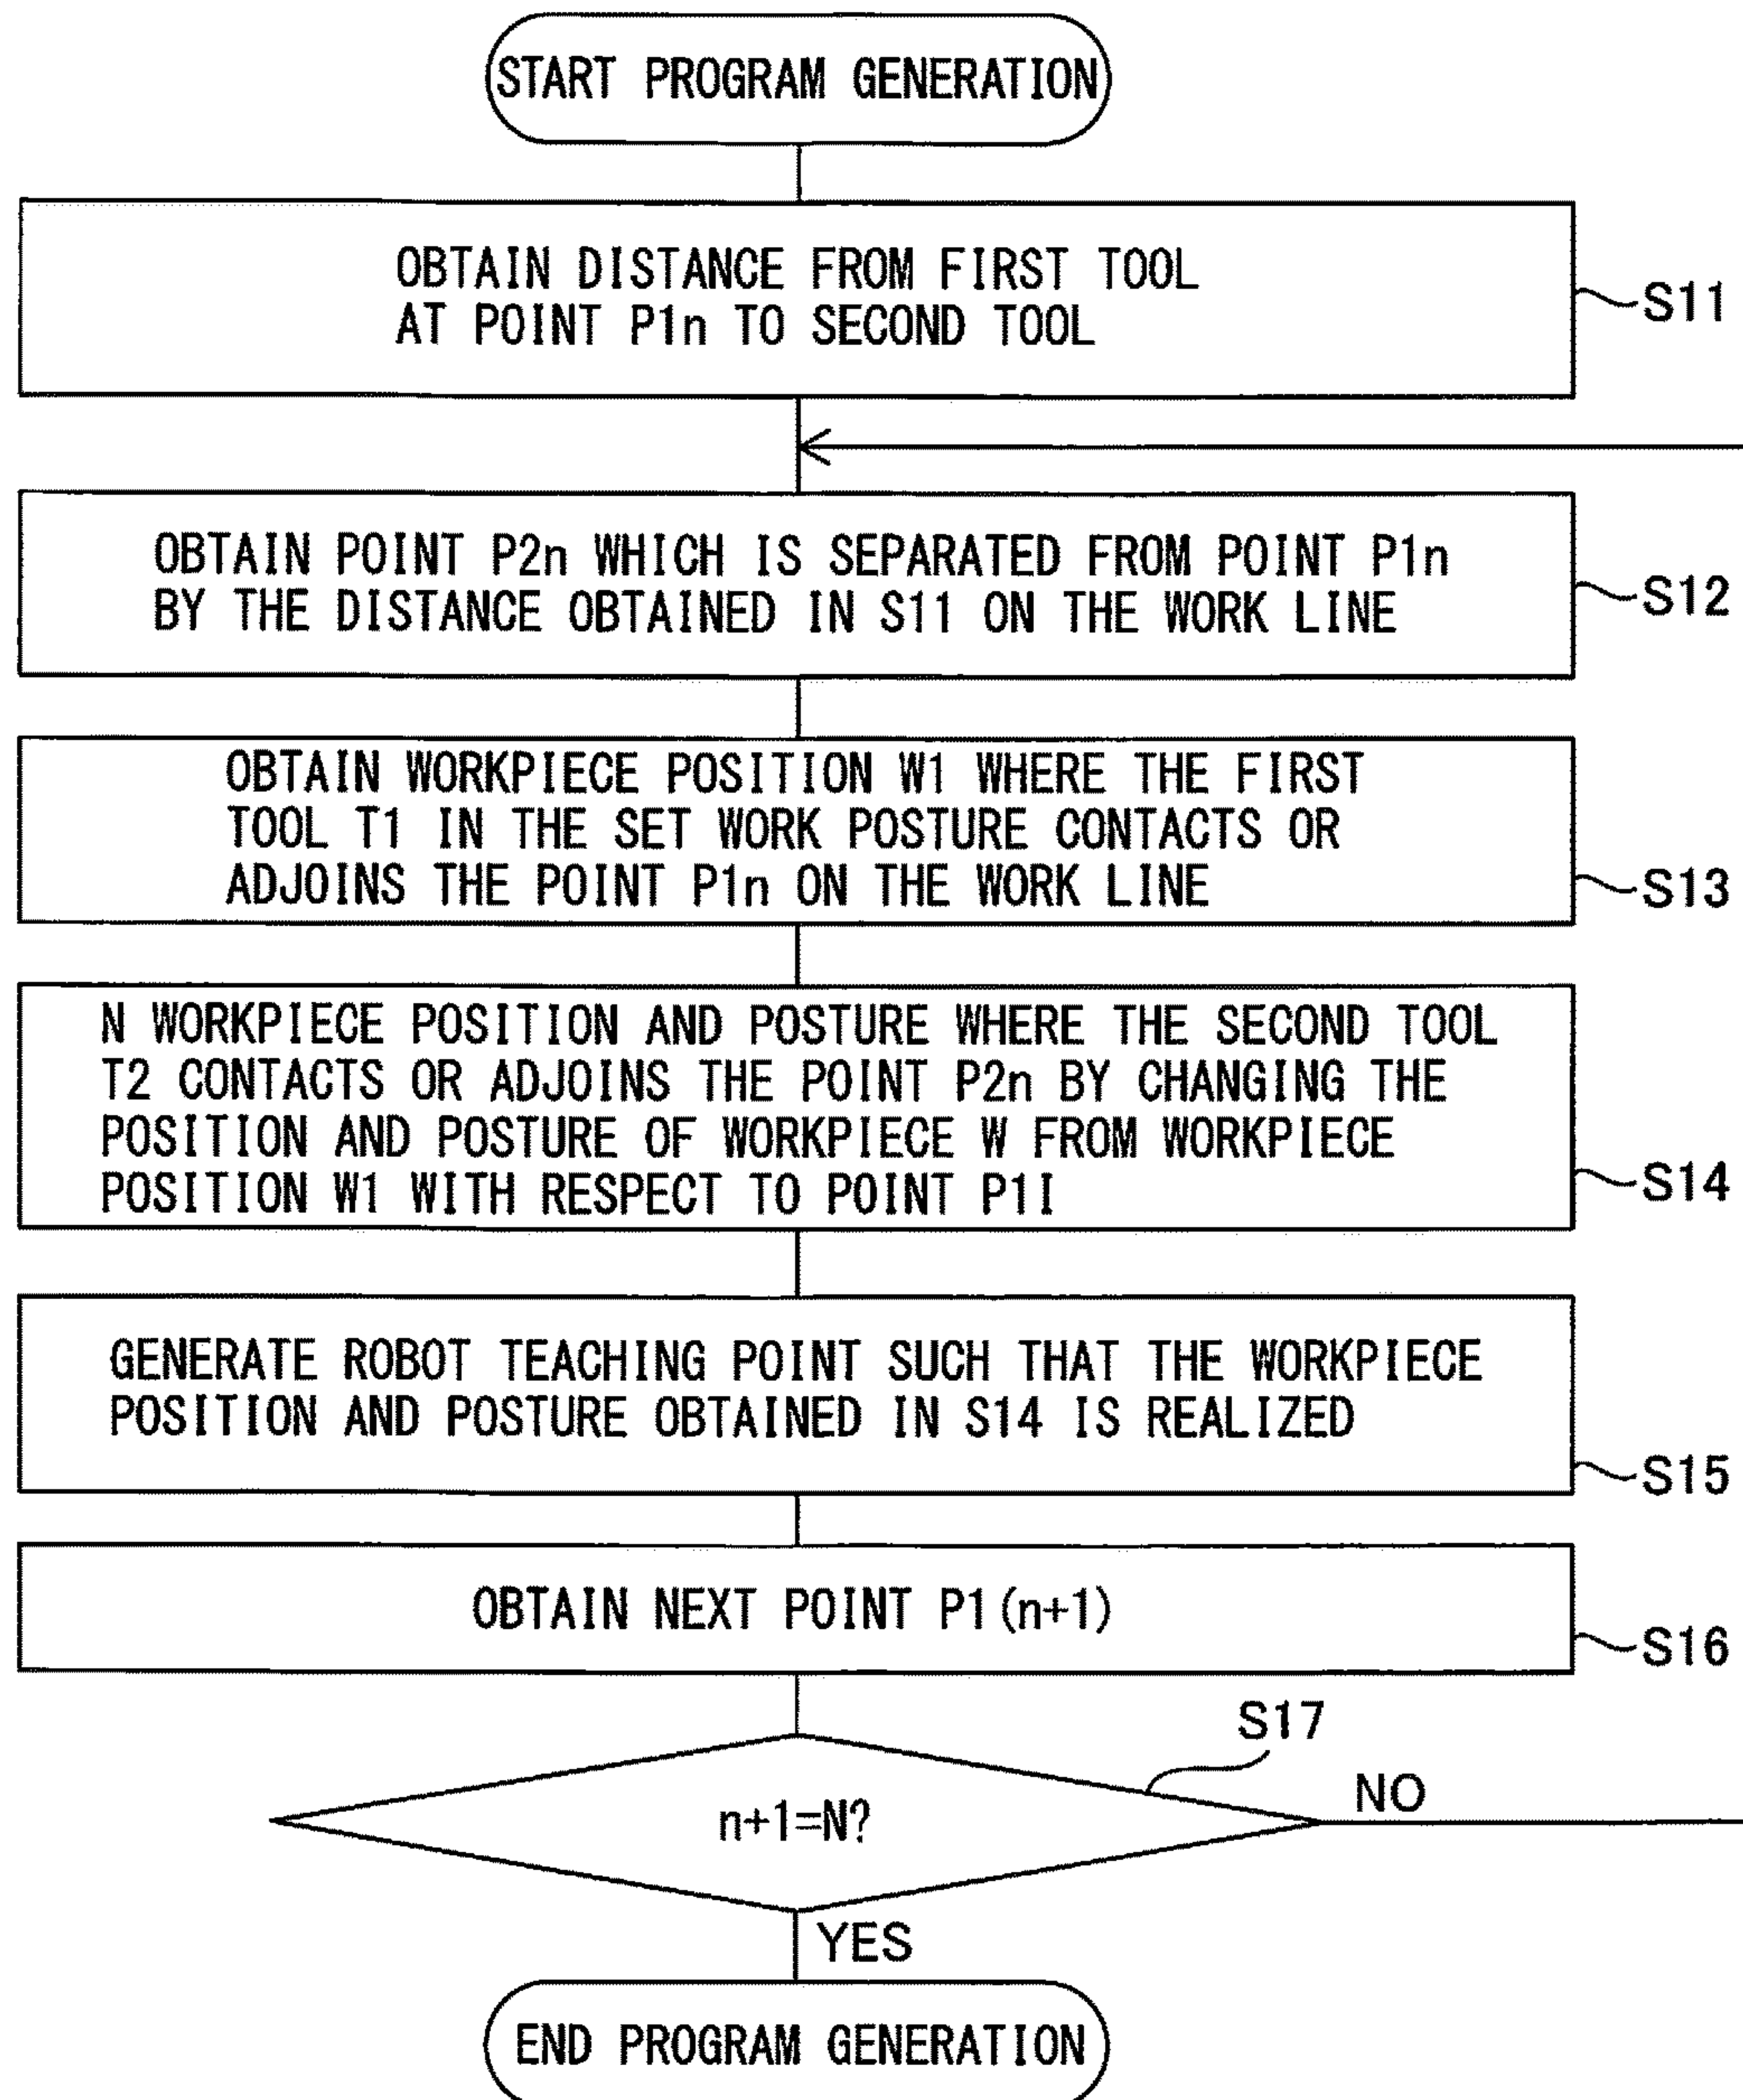 START PROGRAM GENERATION
OBTAIN DISTANCE FROM FIRST TOOL
AT POINT P1n TO SECOND TOOL
S11
OBTAIN POINT P2n WHICH IS SEPARATED FROM POINT P1n
BY THE DISTANCE OBTAINED IN S11 ON THE WORK LINE
S12
OBTAIN WORKPIECE POSITION W1 WHERE THE FIRST
TOOL T1 IN THE SET WORK POSTURE CONTACTS OR
ADJOINS THE POINT P1n ON THE WORK LINE
S13
N WORKPIECE POSITION AND POSTURE WHERE THE SECOND TOOL
T2 CONTACTS OR ADJOINS THE POINT P2n BY CHANGING THE
POSITION AND POSTURE OF WORKPIECE W FROM WORKPIECE
POSITION W1 WITH RESPECT TO POINT P1I
S14
GENERATE ROBOT TEACHING POINT SUCH THAT THE WORKPIECE
POSITION AND POSTURE OBTAINED IN S14 IS REALIZED
S15
OBTAIN NEXT POINT P1(n+1)
S16
S17
n+1=N?
NO
YES
END PROGRAM GENERATION